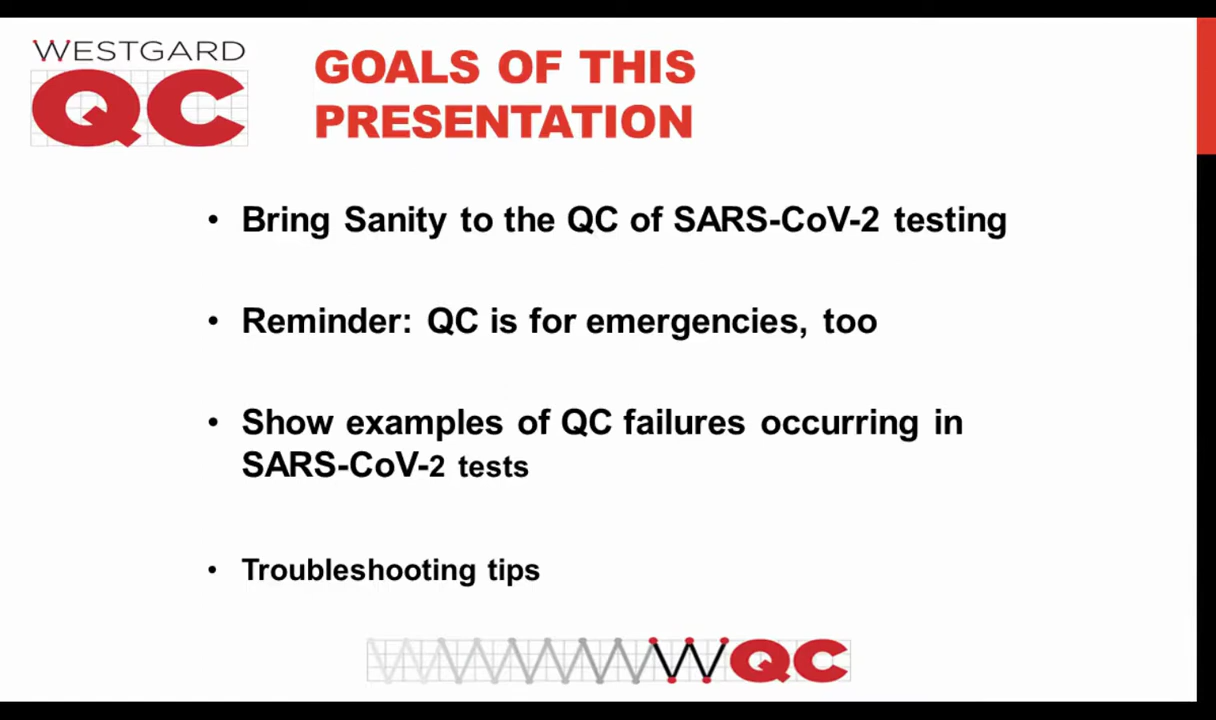 WESTGARD
QC
GOALS OF THIS
PRESENTATION
• Bring Sanity to the QC of SARS-CoV-2 testing
• Reminder: QC is for emergencies, too
• Show examples of QC failures occurring in
SARS-CoV-2 tests
• Troubleshooting tips
WQC